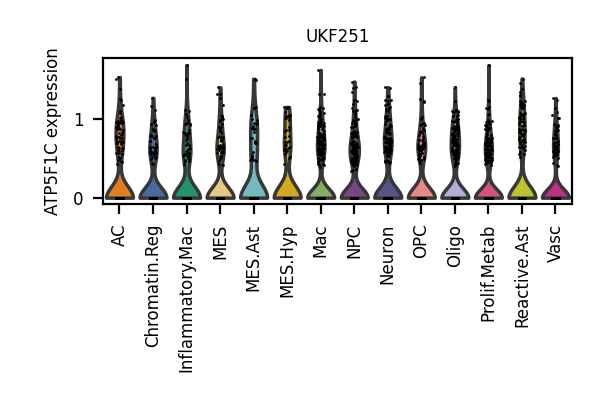 UKF251
ATP5F1C expression
1
0
AC
Chromatin.Reg
Inflammatory.Mac
MES
MES.Ast
MES.Hyp
Mac
NPC
Neuron
OPC
Oligo
Prolif.Metab
Reactive.Ast
Vasc